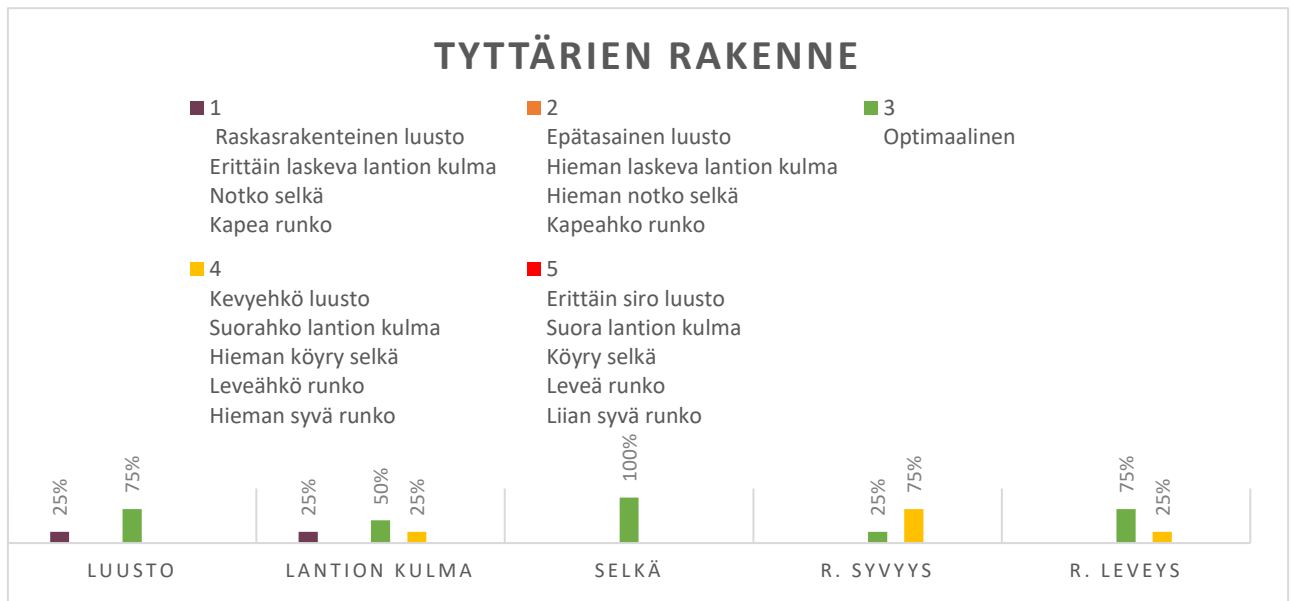 TYTTÄRIEN RAKENNE
1
Raskasrakenteinen luusto
Erittäin laskeva lantion kulma
Notko selkä
Kapea runko
2
Epätasainen luusto
Hieman laskeva lantion kulma
Hieman notko selkä
Kapeahko runko
3
Optimaalinen
4
Kevyehkö luusto
Suorahko lantion kulma
Hieman köyry selkä
Leveähkö runko
Hieman syvä runko
5
Erittäin siro luusto
Suora lantion kulma
Köyry selkä
Leveä runko
Liian syvä runko
25%
75%
25%
50%
25%
100%
25%
75%
75%
25%
LUUSTO
LANTION KULMA
SELKÄ
R. SYVYYS
R. LEVEYS